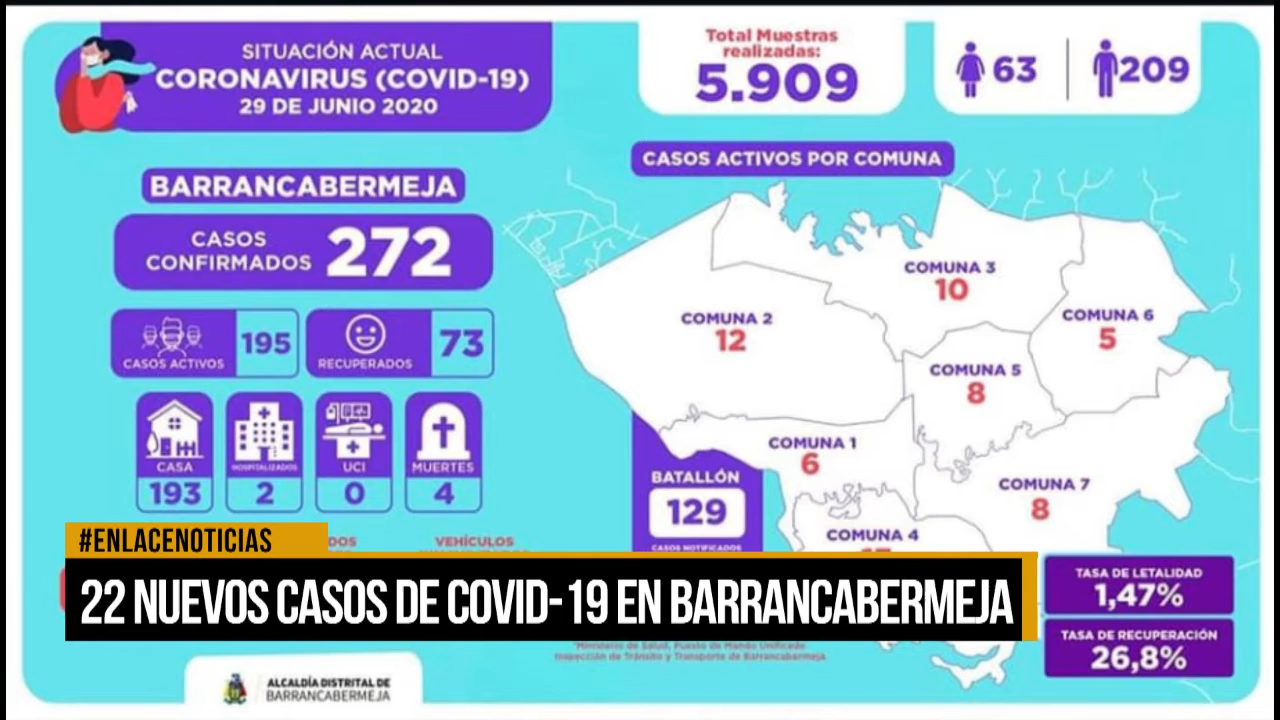 SITUACIÓN ACTUAL
CORONAVIRUS (COVID-19)
29 DE JUNIO 2020
Total Muestras
realizadas:
5.909
63
209
BARRANCABERMEJA
CASOS
CONFIRMADOS
272
CASOS ACTIVOS
195
RECUPERADOS
73
CASA
193
HOSPITALIZADOS
2
UCI
0
MUERTES
4
CASOS ACTIVOS POR COMUNA
COMUNA 3
10
COMUNA 2
12
COMUNA 6
5
COMUNA 5
8
COMUNA 1
6
COMUNA 7
8
COMUNA 4
BATALLÓN
129
CASOS NOTIFICADOS
VEHÍCULOS
#ENLACENOTICIAS
22 NUEVOS CASOS DE COVID-19 EN BARRANCABERMEJA
TASA DE LETALIDAD
1,47%
TASA DE RECUPERACIÓN
26,8%
*Ministerio de Salud, Puesto de Mando Unificado
Inspección de Tránsito y Transporte de Barrancabermeja.
ALCALDÍA DISTRITAL DE
BARRANCABERMEJA